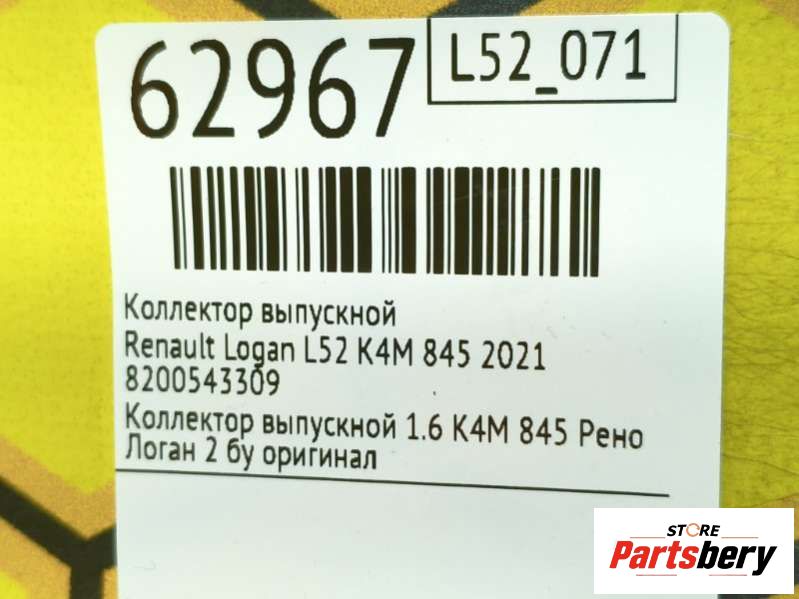 62967
L52_071
Коллектор выпускной
Renault Logan L52 K4M 845 2021
8200543309
Коллектор выпускной 1.6 K4M 845 Рено
Логан 2 бу оригинал
STORE
Partsbery